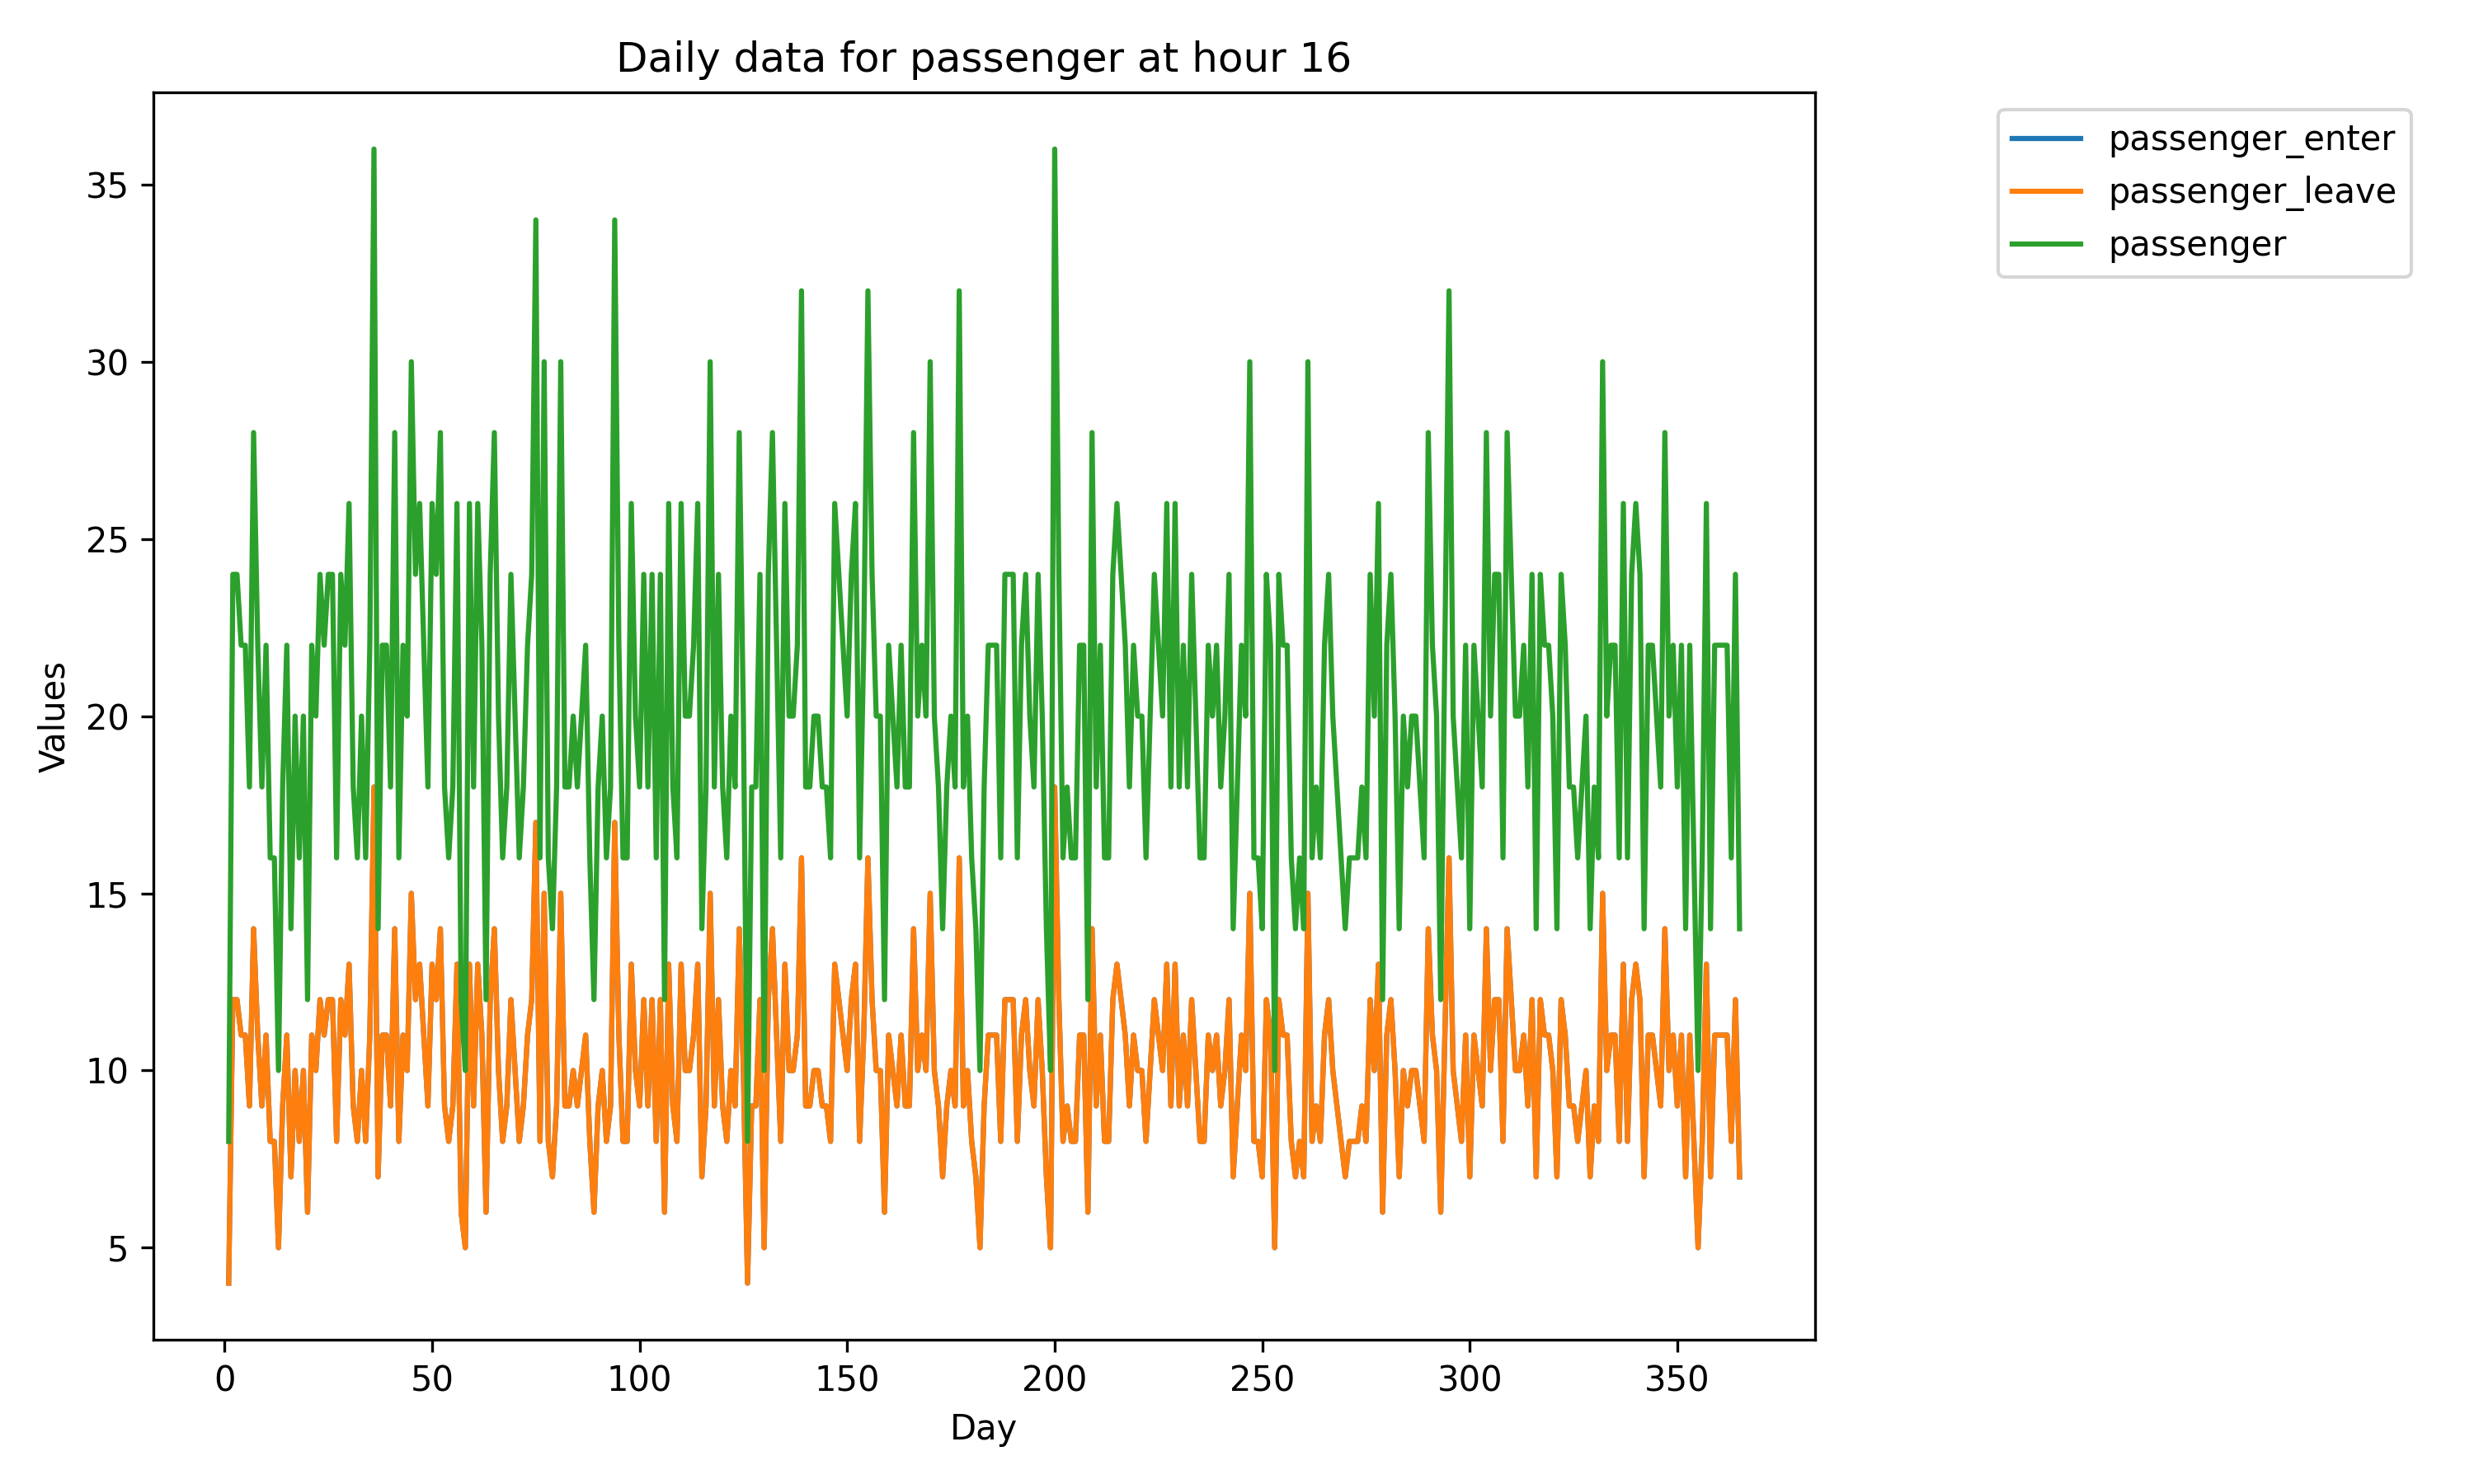 Daily data for passenger at hour 16
passenger_enter
passenger_leave
passenger
35
30
25
20
15
10
5
Values
0 50 100 150 200 250 300 350
Day